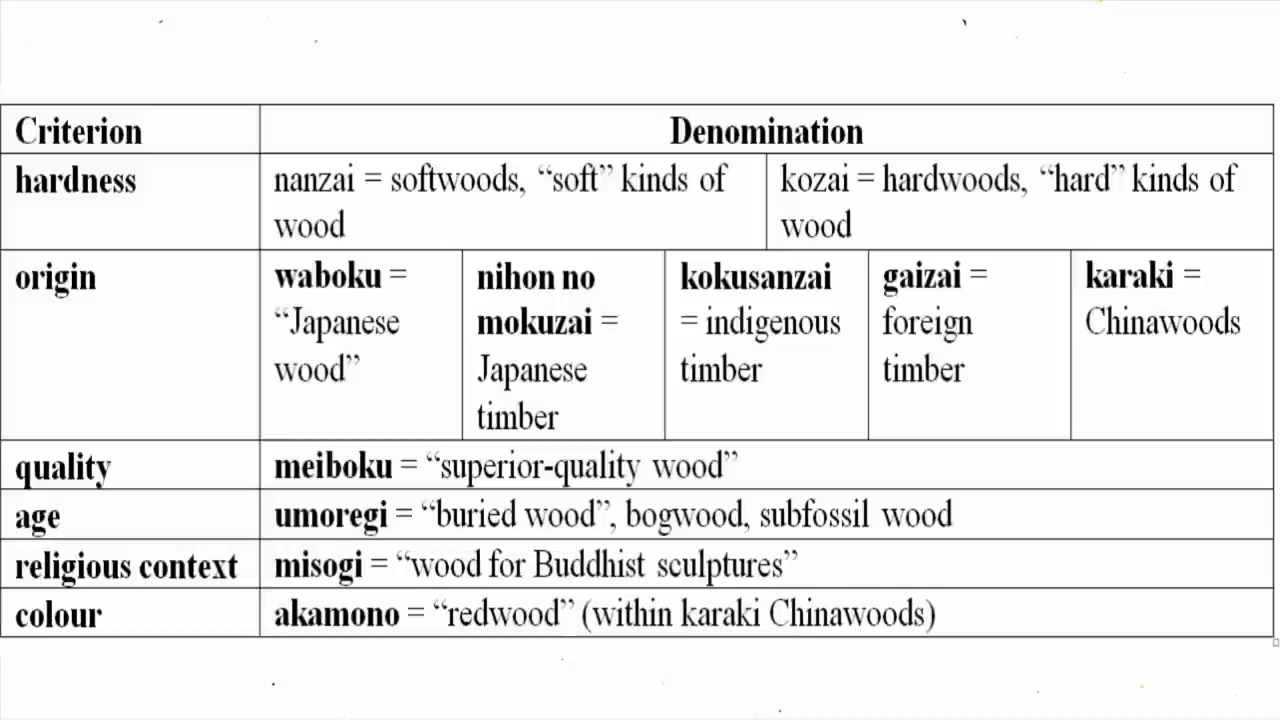 Criterion
Denomination
hardness
nanzai = softwoods, “soft” kinds of
wood
kozai = hardwoods, “hard” kinds of
wood
origin
waboku =
“Japanese
wood”
nihon no
mokuzai =
Japanese
timber
kokusanzai
= indigenous
timber
gaizai =
foreign
timber
karaki =
Chinawoods
quality
meiboku = “superior-quality wood”
age
umoregi = “buried wood”, bogwood, subfossil wood
religious context
misogi = “wood for Buddhist sculptures”
colour
akamono = “redwood” (within karaki Chinawoods)